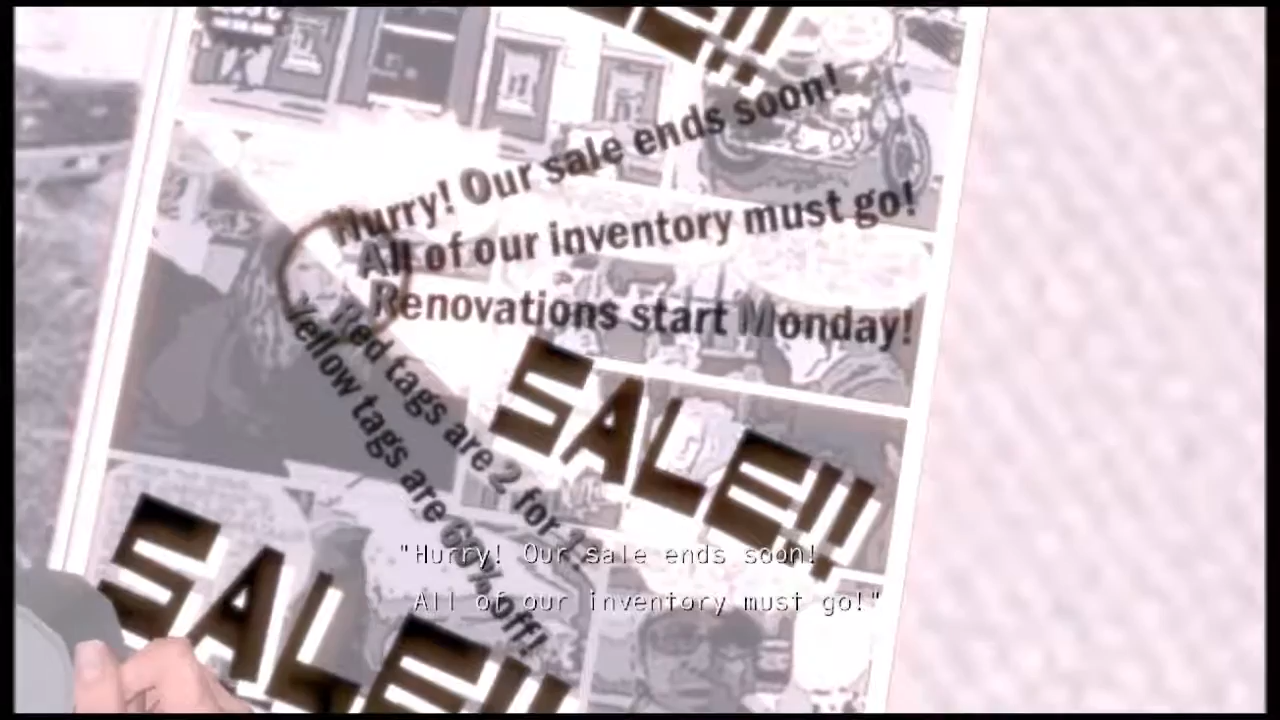 SALE!!
Hurry! Our sale ends soon!
All of our inventory must go!
Renovations start Monday!
Red tags are 2 for 1
Yellow tags are 60% off!
SALE!!
SALE!!
"Hurry! Our sale ends soon!
All of our inventory must go!"